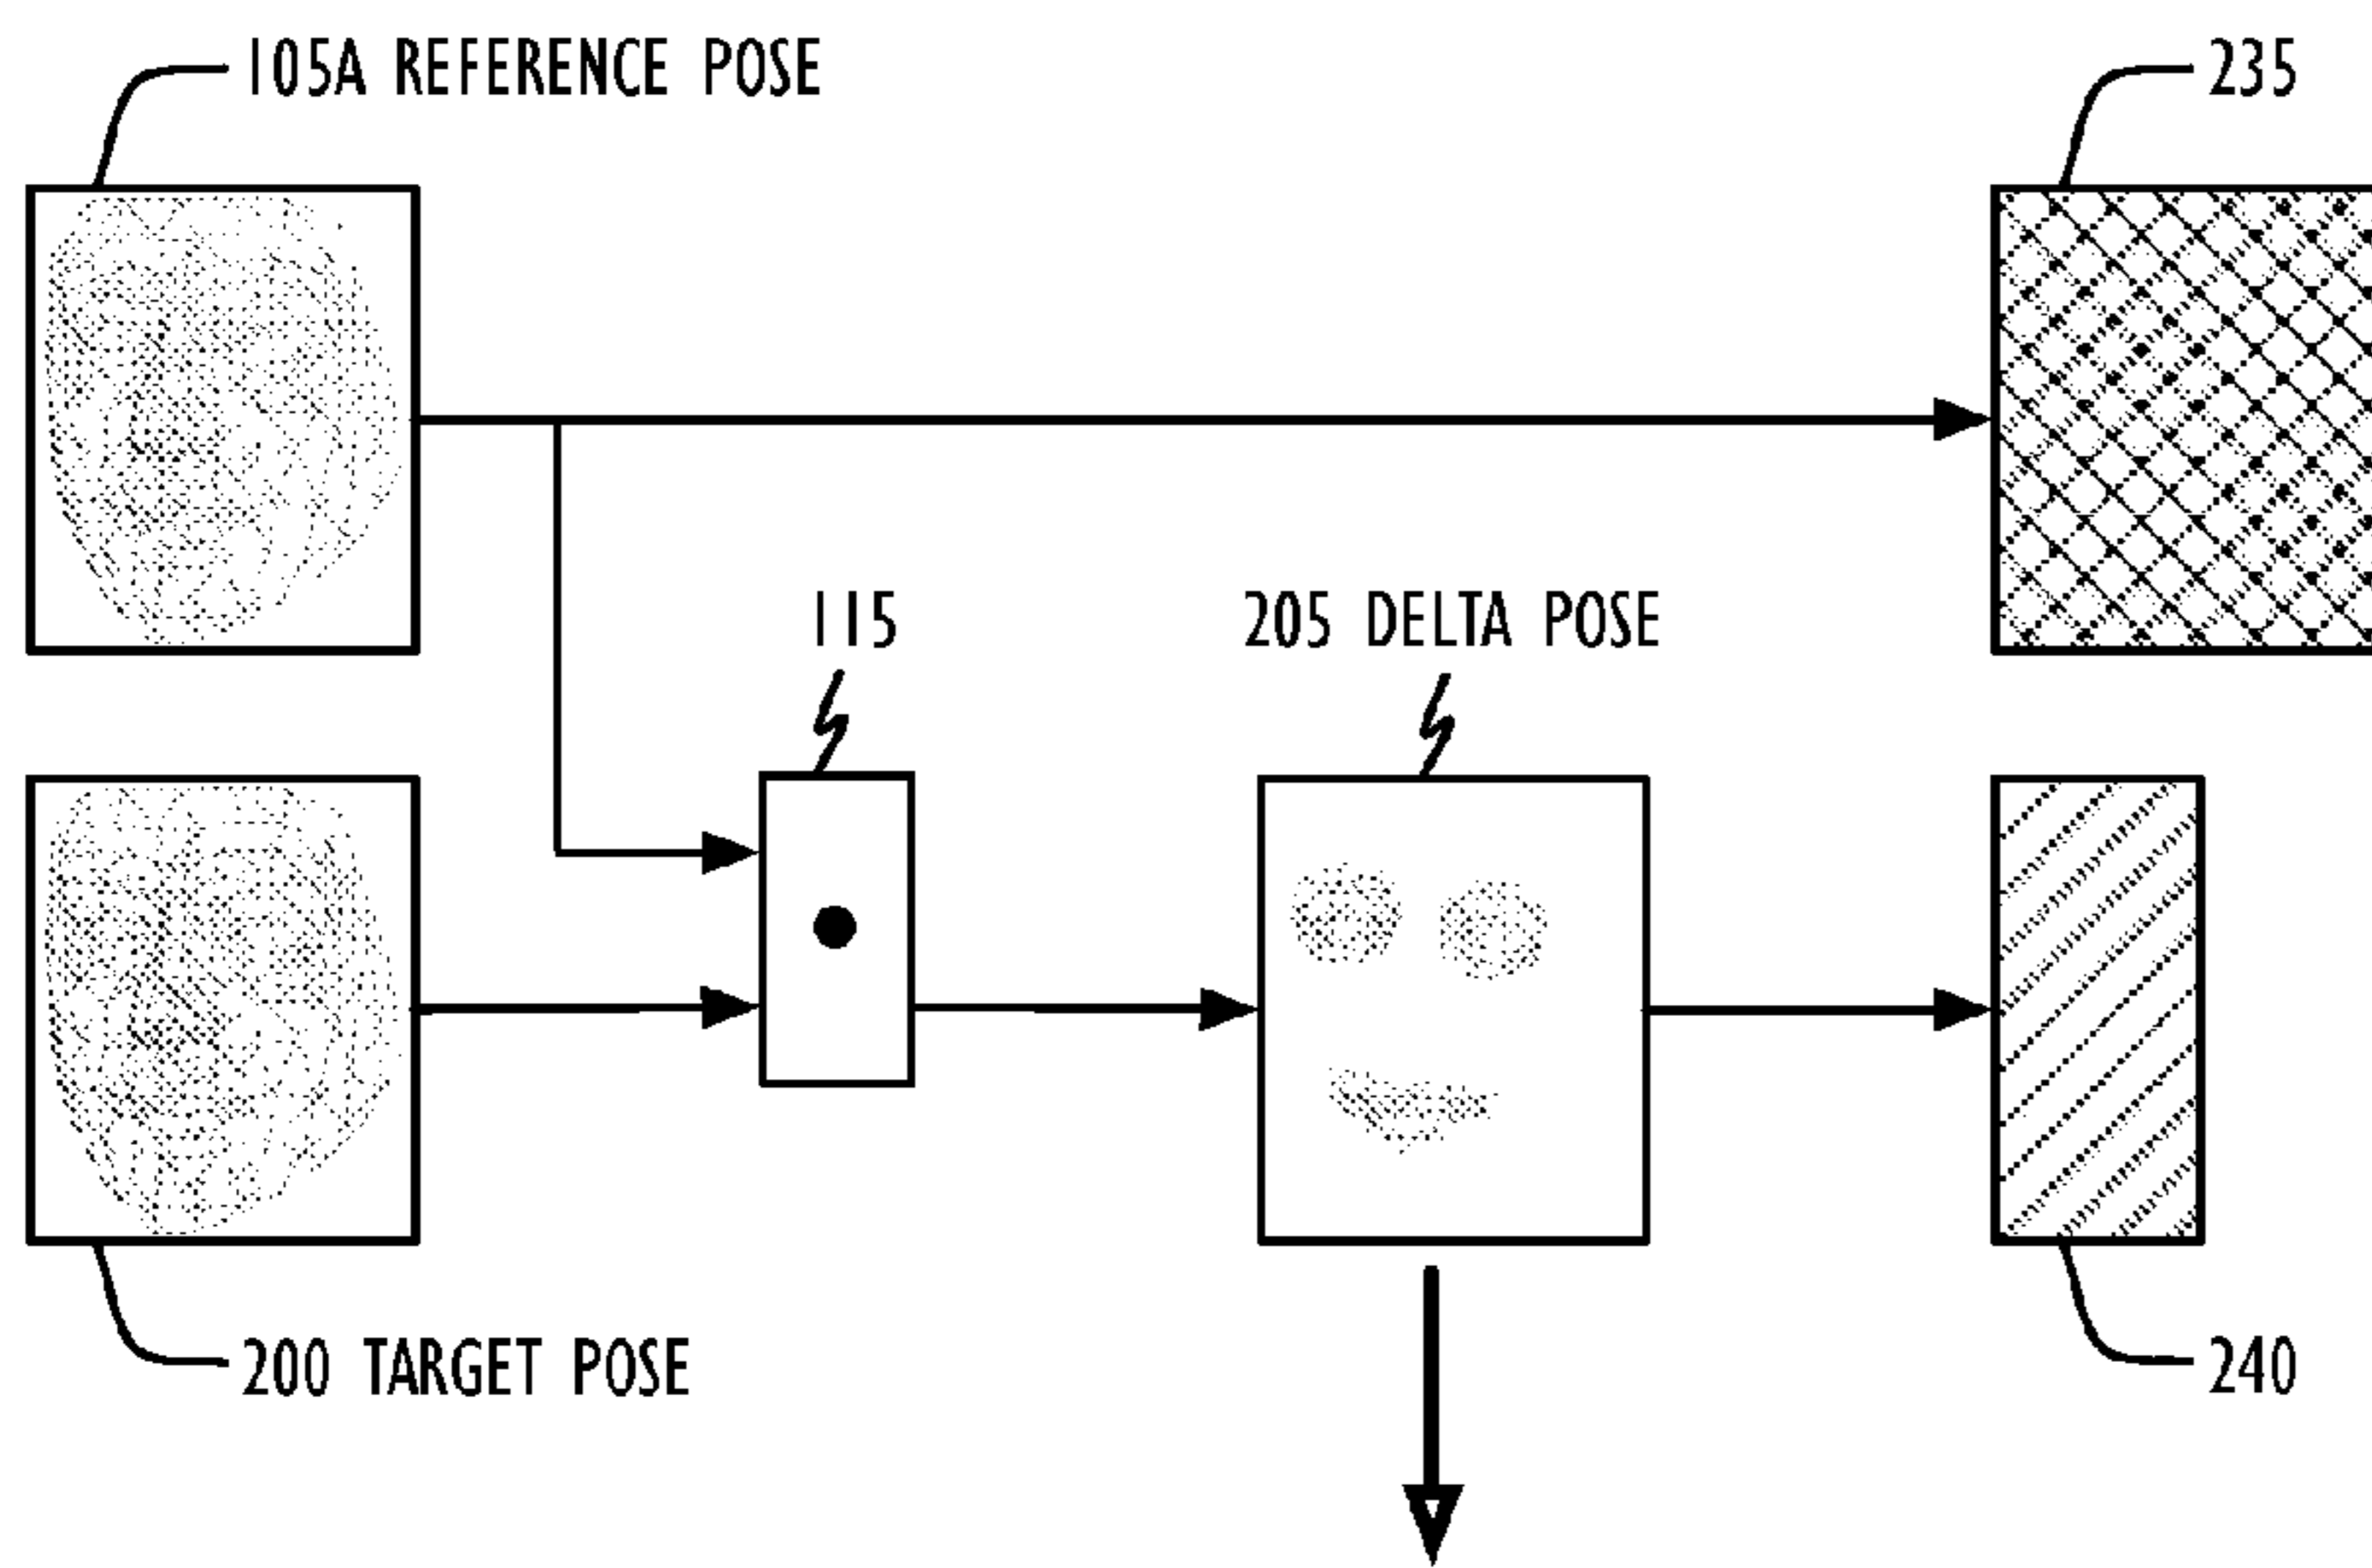 105A REFERENCE POSE
235
115
205 DELTA POSE
200 TARGET POSE
240